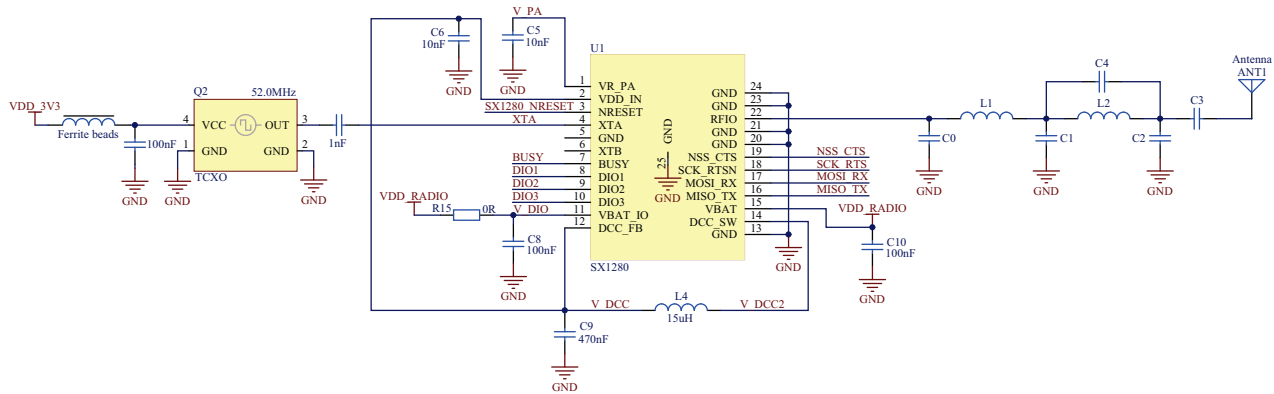 V_PA
C6
10nF
GND
C5
10nF
GND
U1
VDD_3V3
Ferrite beads
100nF
GND
Q2
52.0MHz
4
VCC
OUT
3
1
GND
GND
2
TCXO
GND
GND
1nF
SX1280_NRESET
XTA
BUSY
DIO1
DIO2
DIO3
VDD_RADIO
R15
0R
V_DIO
C8
100nF
GND
1
VR_PA
2
VDD_IN
3
NRESET
4
XTA
5
GND
6
XTB
7
BUSY
8
DIO1
9
DIO2
10
DIO3
11
VBAT_IO
12
DCC_FB
GND
25
GND
GND
24
GND
23
RFIO
22
GND
21
GND
20
NSS_CTS
19
SCK_RTSN
18
MOSI_RX
17
MISO_TX
16
VBAT
15
DCC_SW
14
GND
13
SX1280
NSS_CTS
SCK_RTS
MOSI_RX
MISO_TX
VDD_RADIO
C10
100nF
GND
GND
V_DCC
L4
15uH
V_DCC2
C9
470nF
GND
C0
GND
L1
C4
L2
C1
GND
C2
GND
C3
Antenna
ANT1